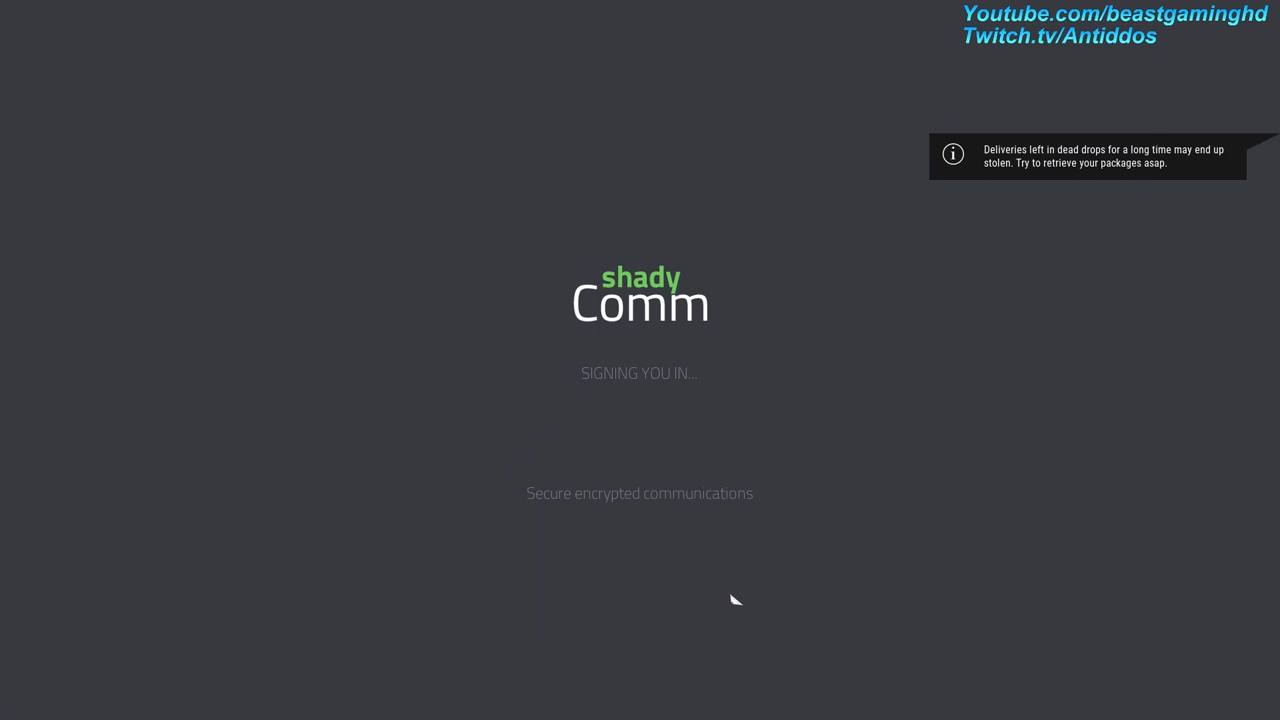 Youtube.com/beastgaminghd
Twitch.tv/Antiddos
Deliveries left in dead drops for a long time may end up
stolen. Try to retrieve your packages asap.
shady
Comm
SIGNING YOU IN...
Secure encrypted communications